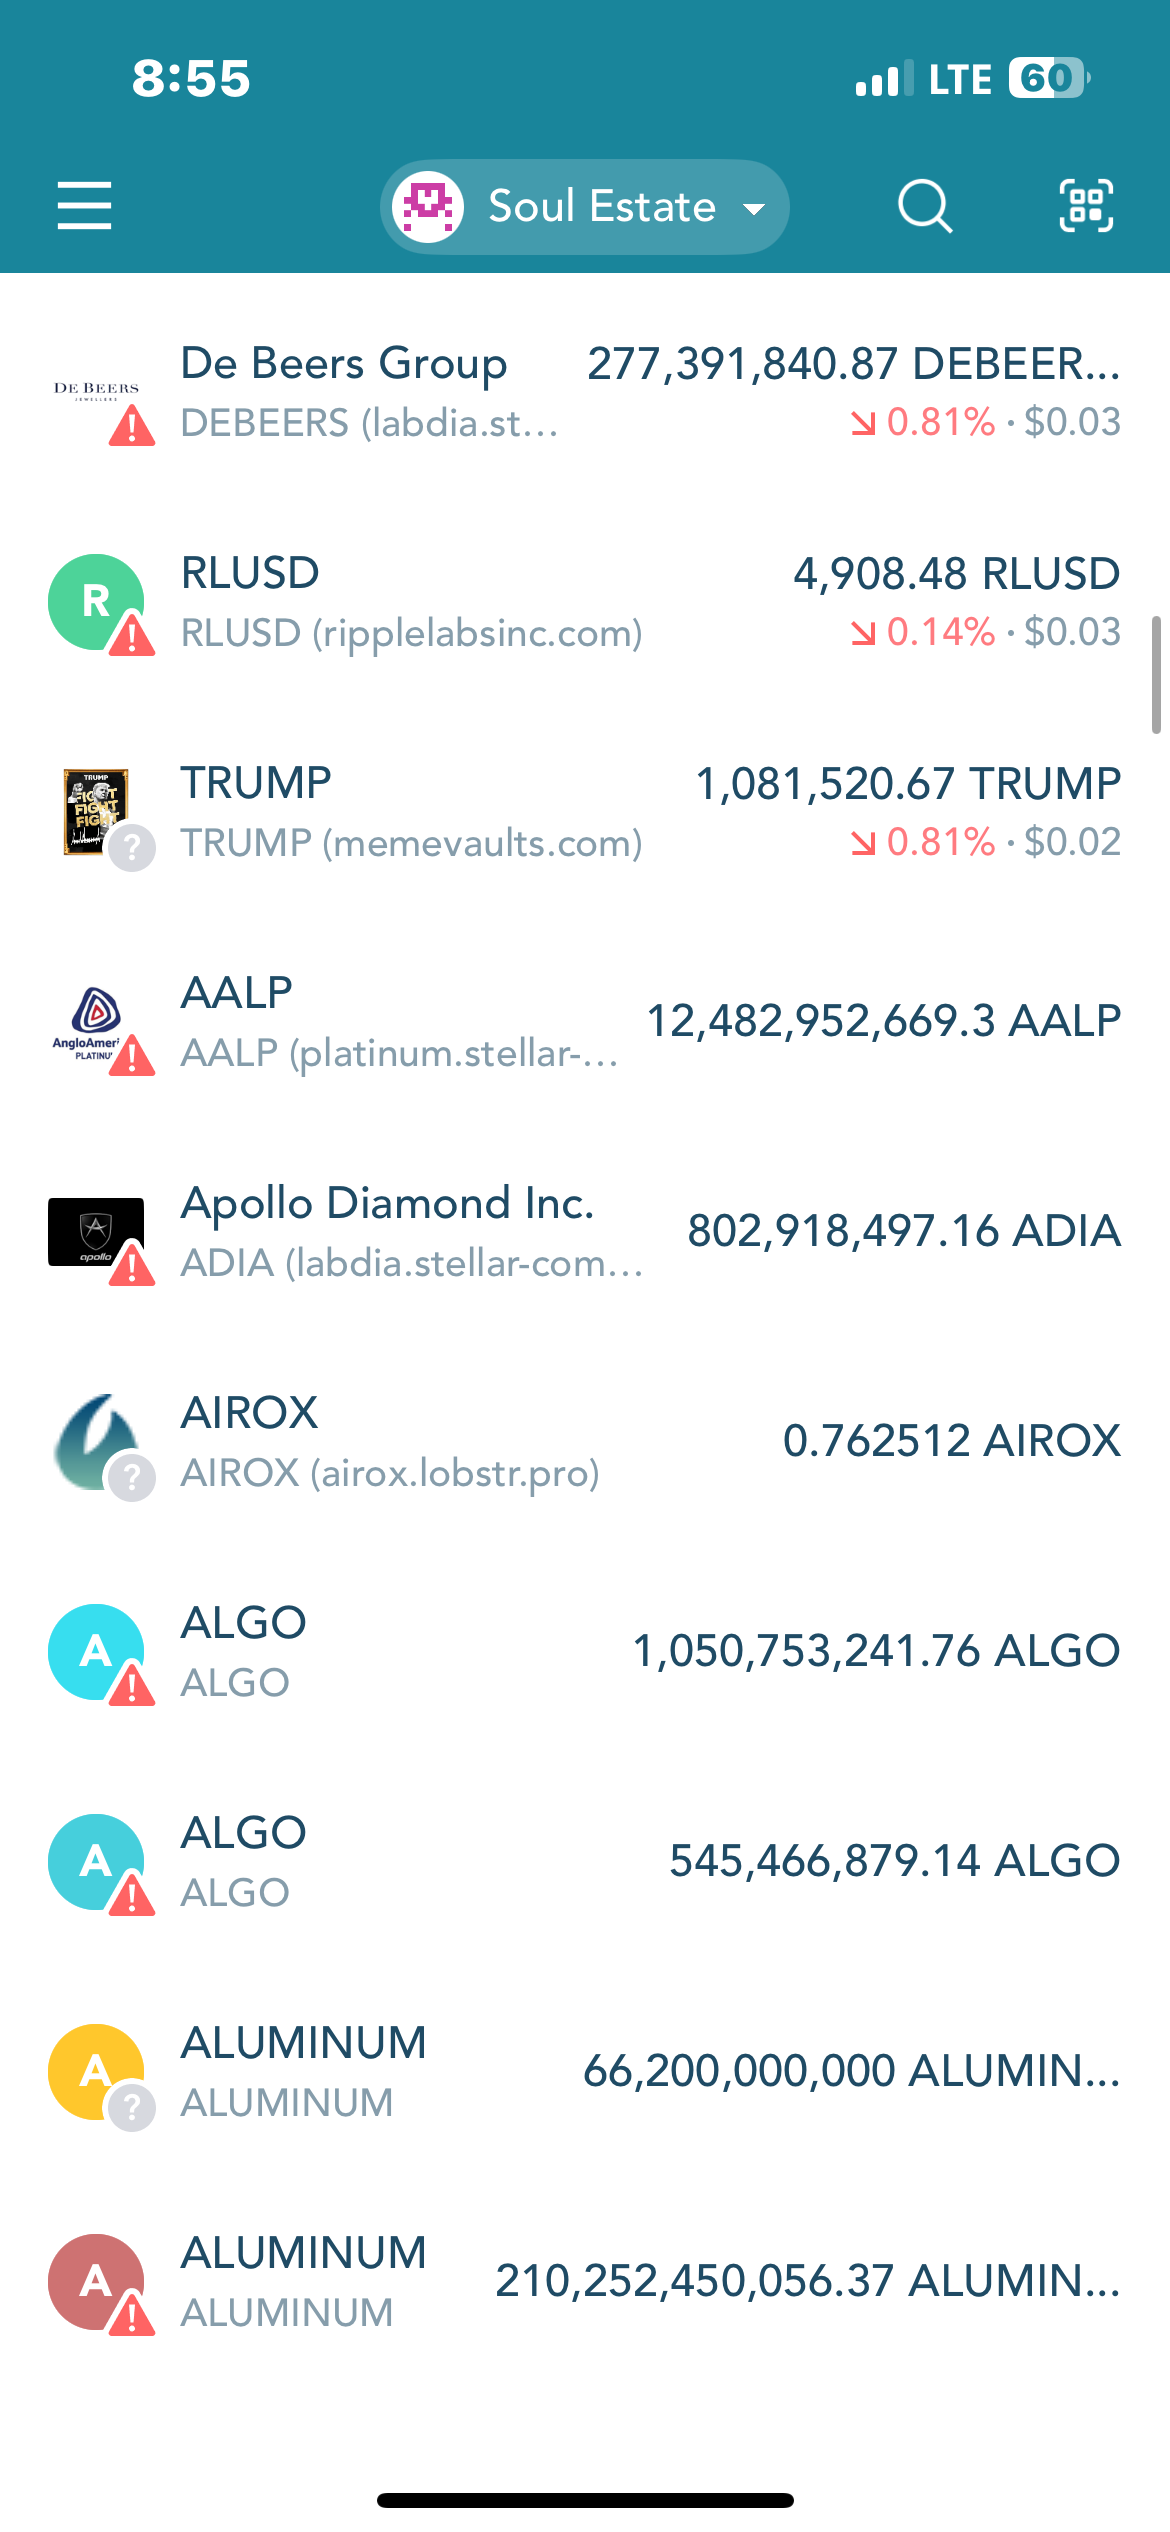 8:55
LTE 60
Soul Estate
De Beers Group
277,391,840.87 DEBEER...
DE BEERS
JEWELLERS
DEBEERS (labdia.st...
0.81% · $0.03
R
RLUSD
4,908.48 RLUSD
RLUSD (ripplelabsinc.com)
0.14% · $0.03
TRUMP
FIGHT
FIGHT
FIGHT
TRUMP
1,081,520.67 TRUMP
?
TRUMP (memevaults.com)
0.81% · $0.02
AALP
12,482,952,669.3 AALP
AngloAmeri
PLATINU
AALP (platinum.stellar-...
Apollo Diamond Inc.
802,918,497.16 ADIA
apollo
ADIA (labdia.stellar-com...
AIROX
0.762512 AIROX
?
AIROX (airox.lobstr.pro)
A
ALGO
1,050,753,241.76 ALGO
ALGO
A
ALGO
545,466,879.14 ALGO
ALGO
A
ALUMINUM
66,200,000,000 ALUMIN...
?
ALUMINUM
A
ALUMINUM
210,252,450,056.37 ALUMIN...
ALUMINUM